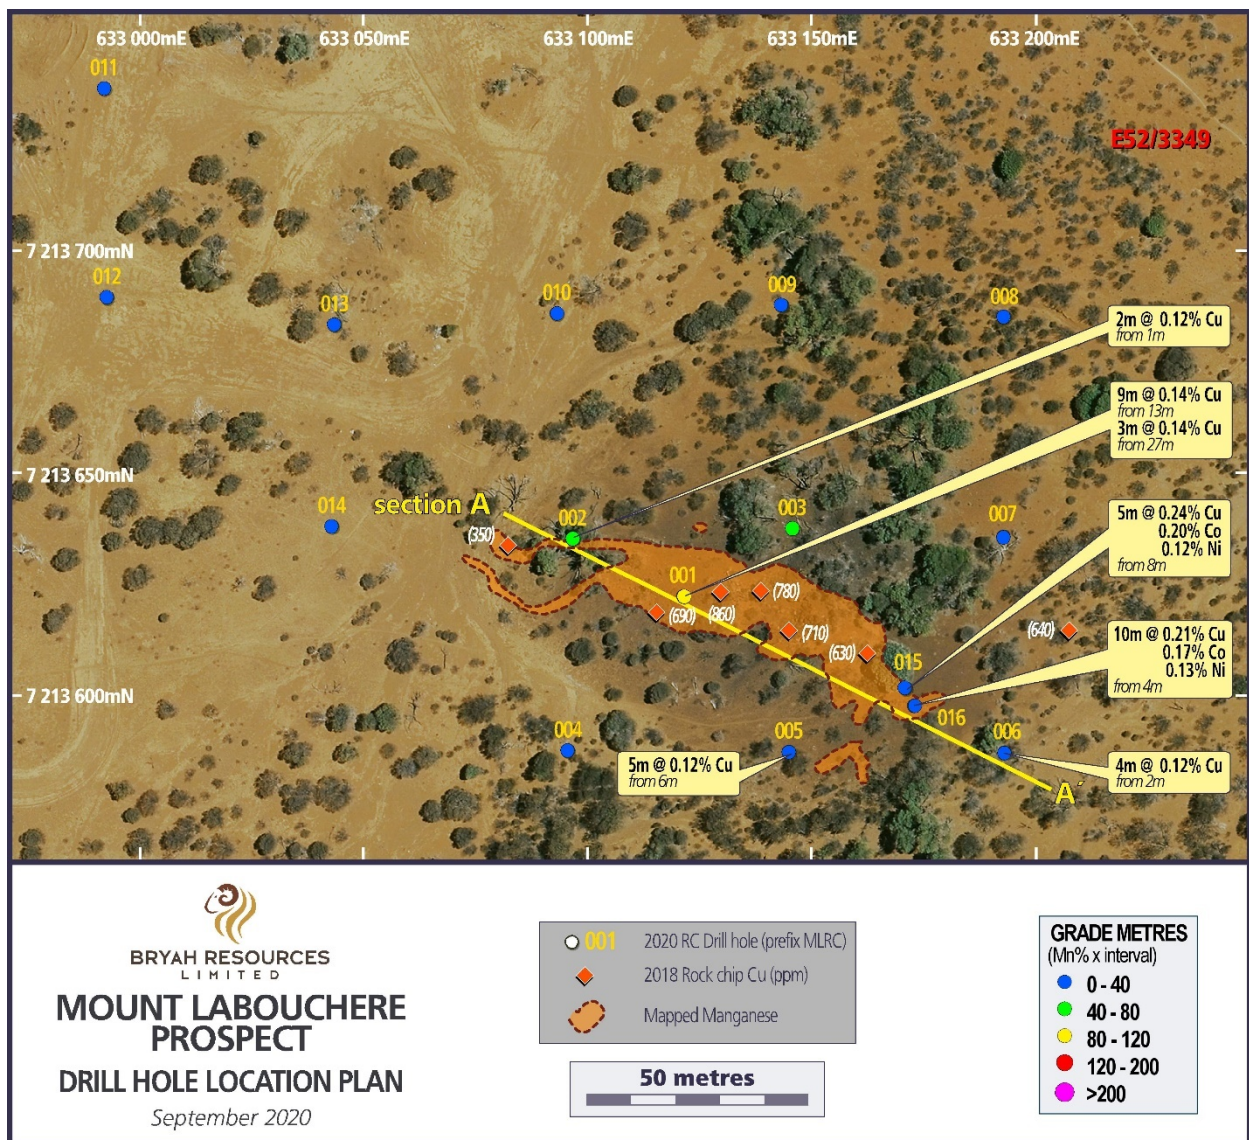 633 000mE
633 050mE
633 100mE
633 150mE
633 200mE
011
E52/3349
7 213 700mN
012
013
010
009
008
2m @ 0.12% Cu
from 1m
9m @ 0.14% Cu
from 13m
3m @ 0.14% Cu
from 27m
7 213 650mN
section A
014
(350)
002
003
007
5m @ 0.24% Cu
0.20% Co
0.12% Ni
from 8m
001
(690)
(860)
(780)
(710)
(630)
(640)
10m @ 0.21% Cu
0.17% Co
0.13% Ni
from 4m
015
016
7 213 600mN
004
005
006
5m @ 0.12% Cu
from 6m
4m @ 0.12% Cu
from 2m
A'
BRYAH RESOURCES
LIMITED
MOUNT LABOUCHERE
PROSPECT
DRILL HOLE LOCATION PLAN
September 2020
001 2020 RC Drill hole (prefix MLRC)
2018 Rock chip Cu (ppm)
Mapped Manganese
50 metres
GRADE METRES
(Mn% x interval)
0 - 40
40 - 80
80 - 120
120 - 200
>200